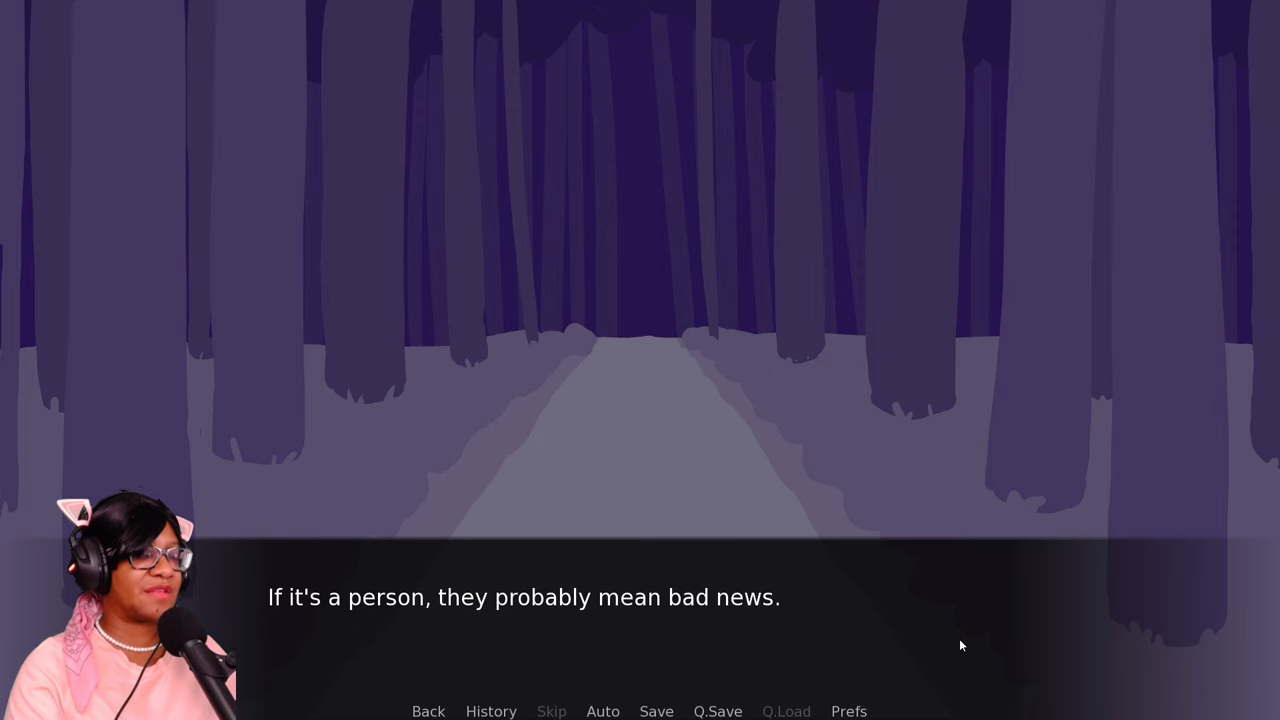 If it's a person, they probably mean bad news.
Back History Skip Auto Save Q.Save Q.Load Prefs